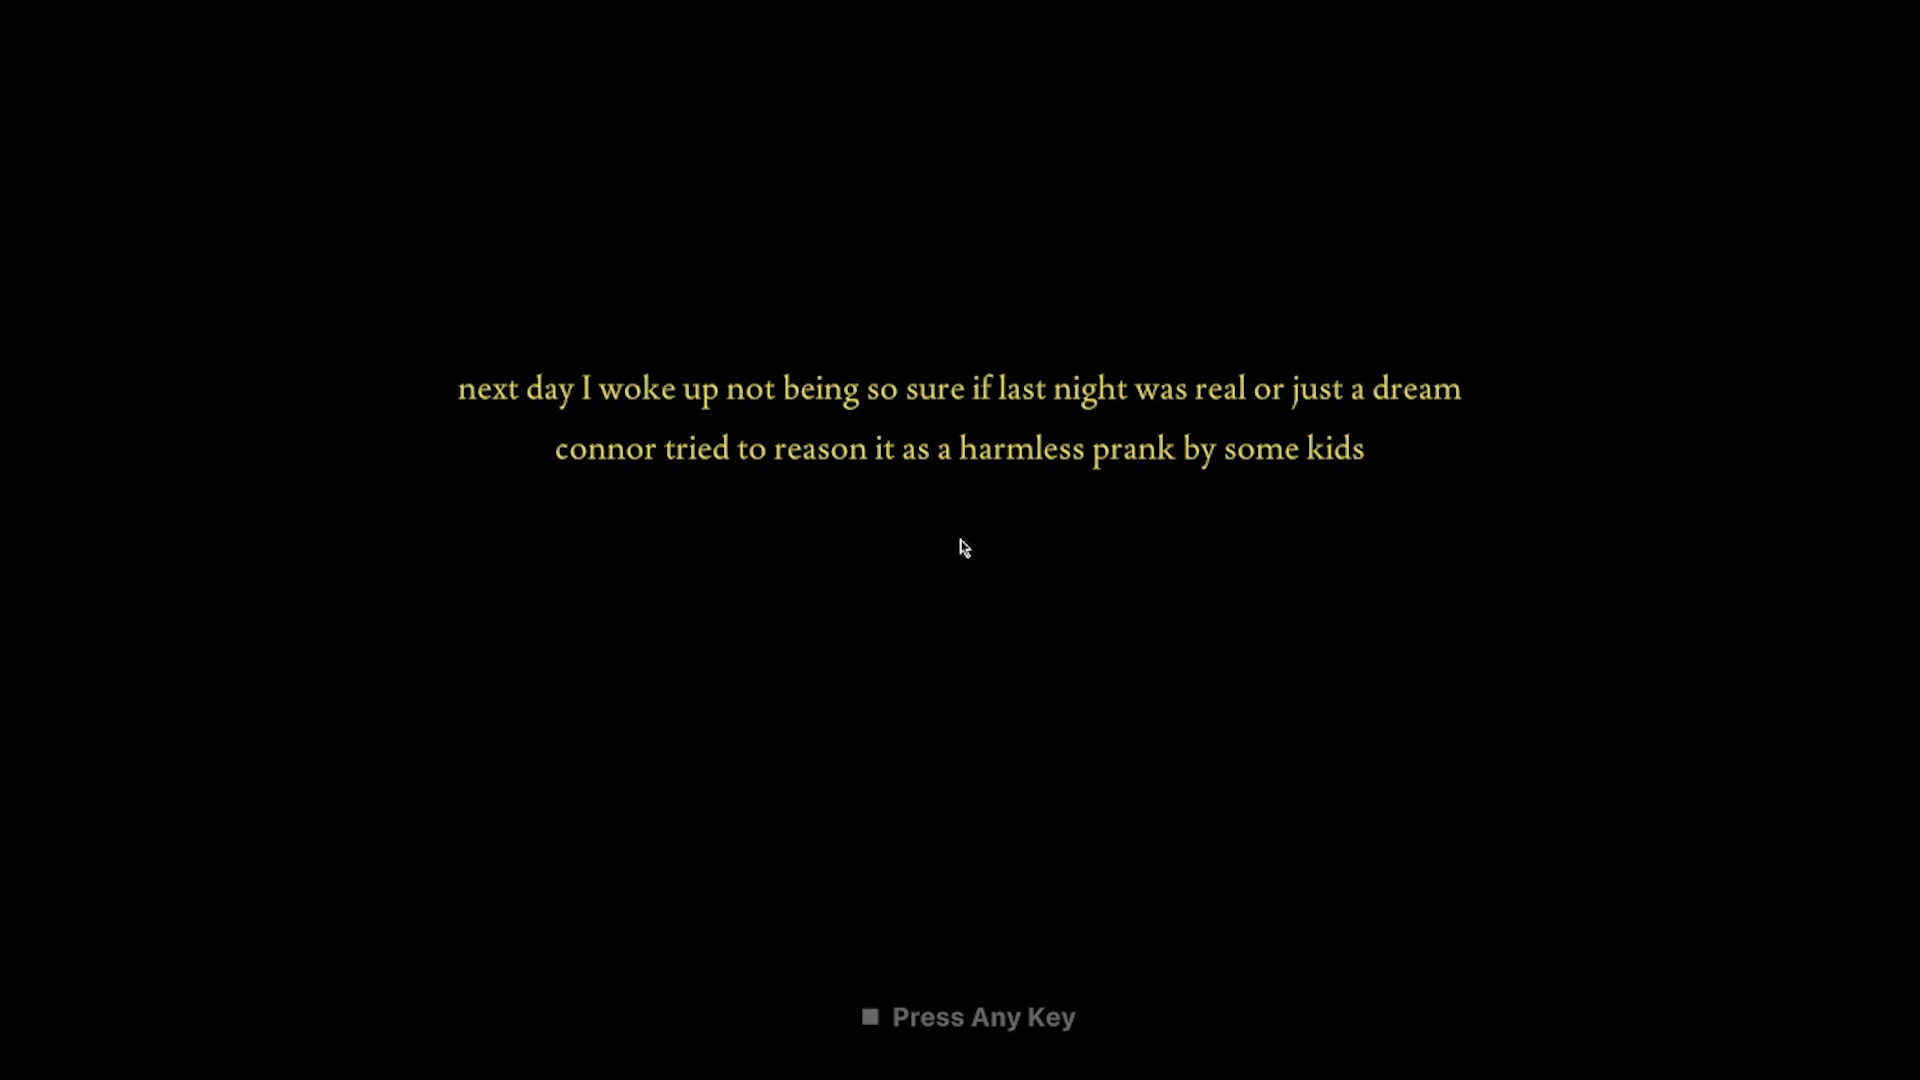 next day I woke up not being so sure if last night was real or just a dream
connor tried to reason it as a harmless prank by some kids
Press Any Key